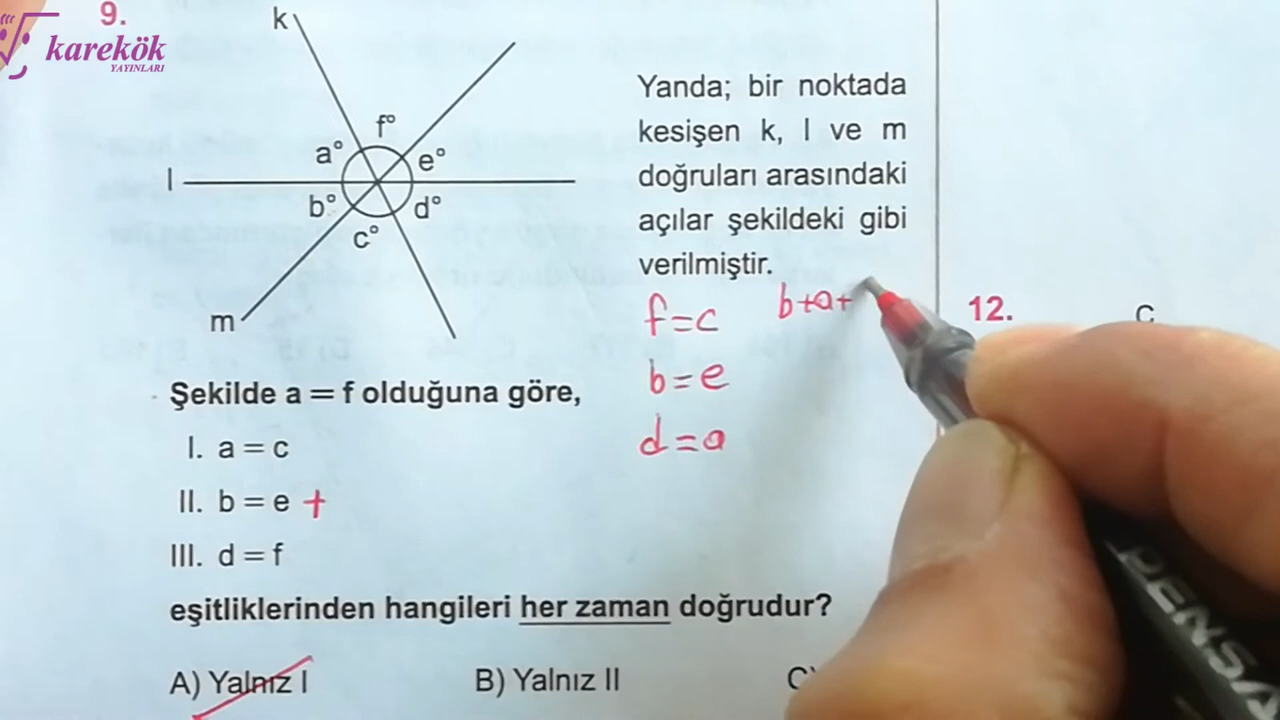 9.
karekök
YAYINLARI
k
f°
a°
e°
l
b°
d°
c°
m
Yanda; bir noktada
kesişen k, l ve m
doğruları arasındaki
açılar şekildeki gibi
verilmiştir.
f=c
b+a+
b=e
d=a
12.
C
Şekilde a = f olduğuna göre,
I. a = c
II. b = e +
III. d = f
eşitliklerinden hangileri her zaman doğrudur?
A) Yalnız I
B) Yalnız II